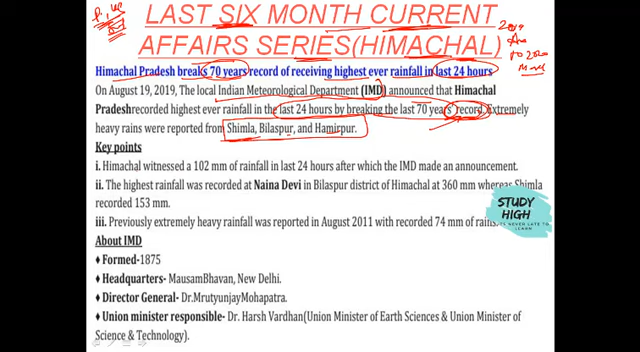 LAST SIX MONTH CURRENT
AFFAIRS SERIES(HIMACHAL)
2019
to 2020
Himachal Pradesh breaks 70 years record of receiving highest ever rainfall in last 24 hours
On August 19, 2019, The local Indian Meteorological Department (IMD) announced that Himachal
Pradeshrecorded highest ever rainfall in the last 24 hours by breaking the last 70 years' record. Extremely
heavy rains were reported from Shimla, Bilaspur, and Hamirpur.
Key points
i. Himachal witnessed a 102 mm of rainfall in last 24 hours after which the IMD made an announcement.
ii. The highest rainfall was recorded at Naina Devi in Bilaspur district of Himachal at 360 mm whereas Shimla
recorded 153 mm.
iii. Previously extremely heavy rainfall was reported in August 2011 with recorded 74 mm of
STUDY
HIGH
NEVER LATE TO
LEARN
About IMD
♦ Formed-1875
♦ Headquarters- MausamBhavan, New Delhi.
♦ Director General- Dr.Mrutyunjay Mohapatra.
♦ Union minister responsible- Dr. Harsh Vardhan(Union Minister of Earth Sciences & Union Minister of
Science & Technology).